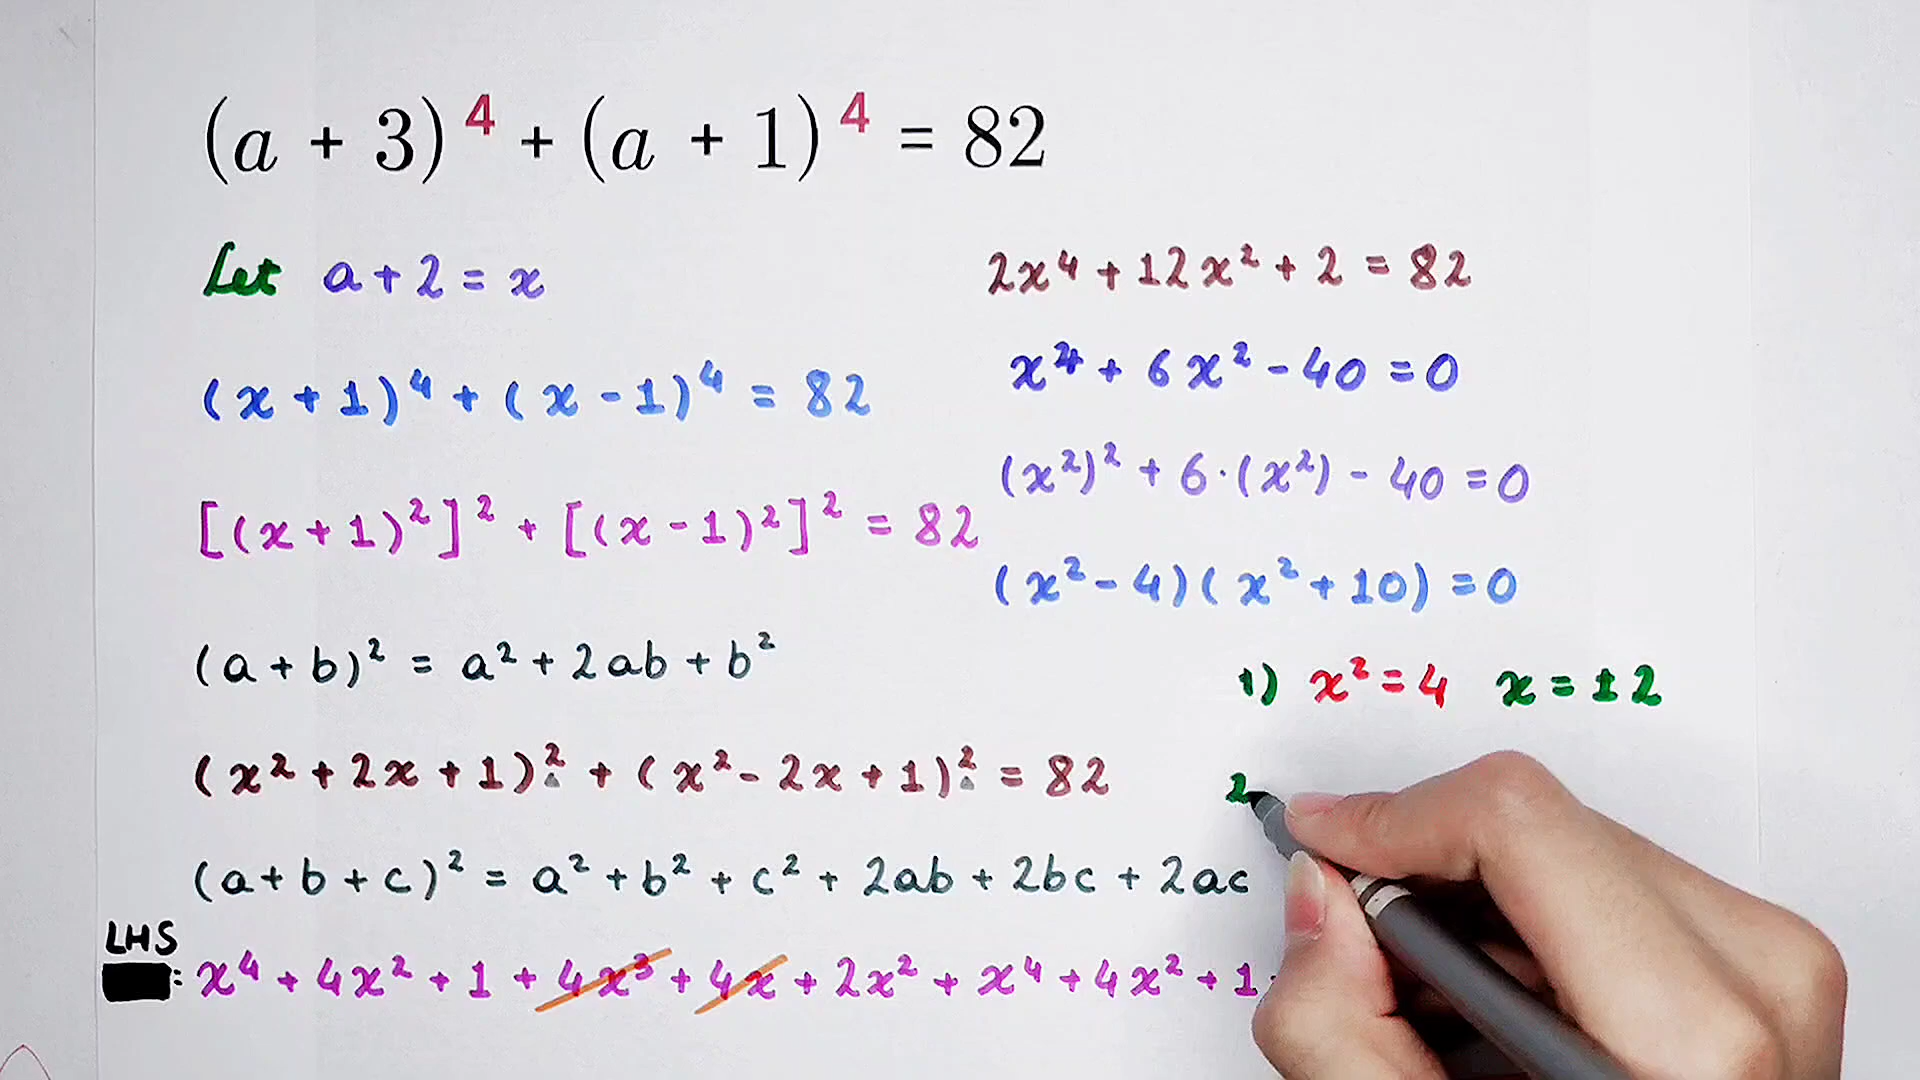 (a + 3)⁴ + (a + 1)⁴ = 82
Let a + 2 = x
(x + 1)⁴ + (x - 1)⁴ = 82
[(x + 1)²]² + [(x - 1)²]² = 82
(a + b)² = a² + 2ab + b²
(x² + 2x + 1)² + (x² - 2x + 1)² = 82
(a + b + c)² = a² + b² + c² + 2ab + 2bc + 2ac
LHS
: x⁴ + 4x² + 1 + 4x³ + 4x + 2x² + x⁴ + 4x² + 1
2x⁴ + 12x² + 2 = 82
x⁴ + 6x² - 40 = 0
(x²)² + 6·(x²) - 40 = 0
(x² - 4)(x² + 10) = 0
1) x² = 4 x = ±2
2